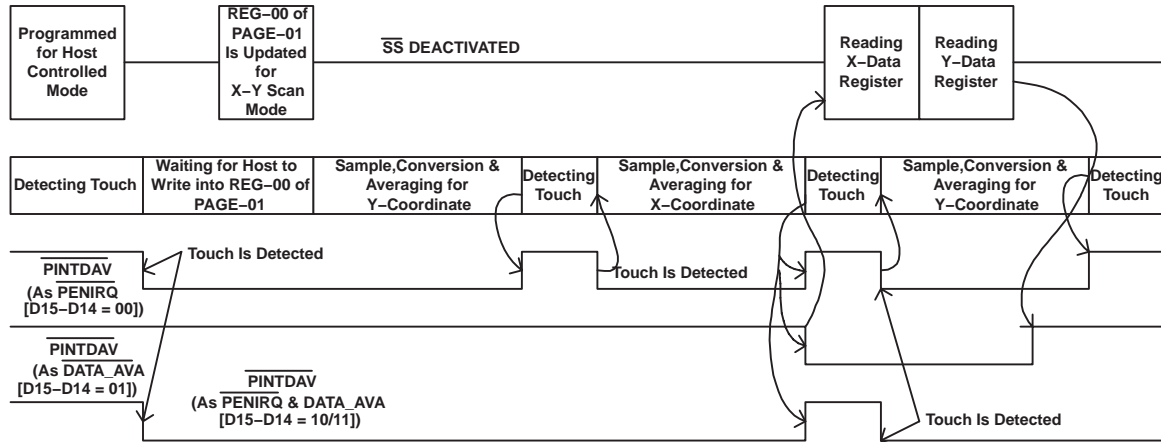 Programmed
for Host
Controlled
Mode
REG−00 of
PAGE−01
Is Updated
for
X−Y Scan
Mode
SS DEACTIVATED
Reading
X−Data
Register
Reading
Y−Data
Register
Detecting Touch
Waiting for Host to
Write into REG−00 of
PAGE−01
Sample,Conversion &
Averaging for
Y−Coordinate
Detecting
Touch
Sample,Conversion &
Averaging for
X−Coordinate
Detecting
Touch
Sample,Conversion &
Averaging for
Y−Coordinate
Detecting
Touch
PINTDAV
(As PENIRQ
[D15−D14 = 00])
Touch Is Detected
Touch Is Detected
PINTDAV
(As DATA_AVA
[D15−D14 = 01])
PINTDAV
(As PENIRQ & DATA_AVA
[D15−D14 = 10/11])
Touch Is Detected